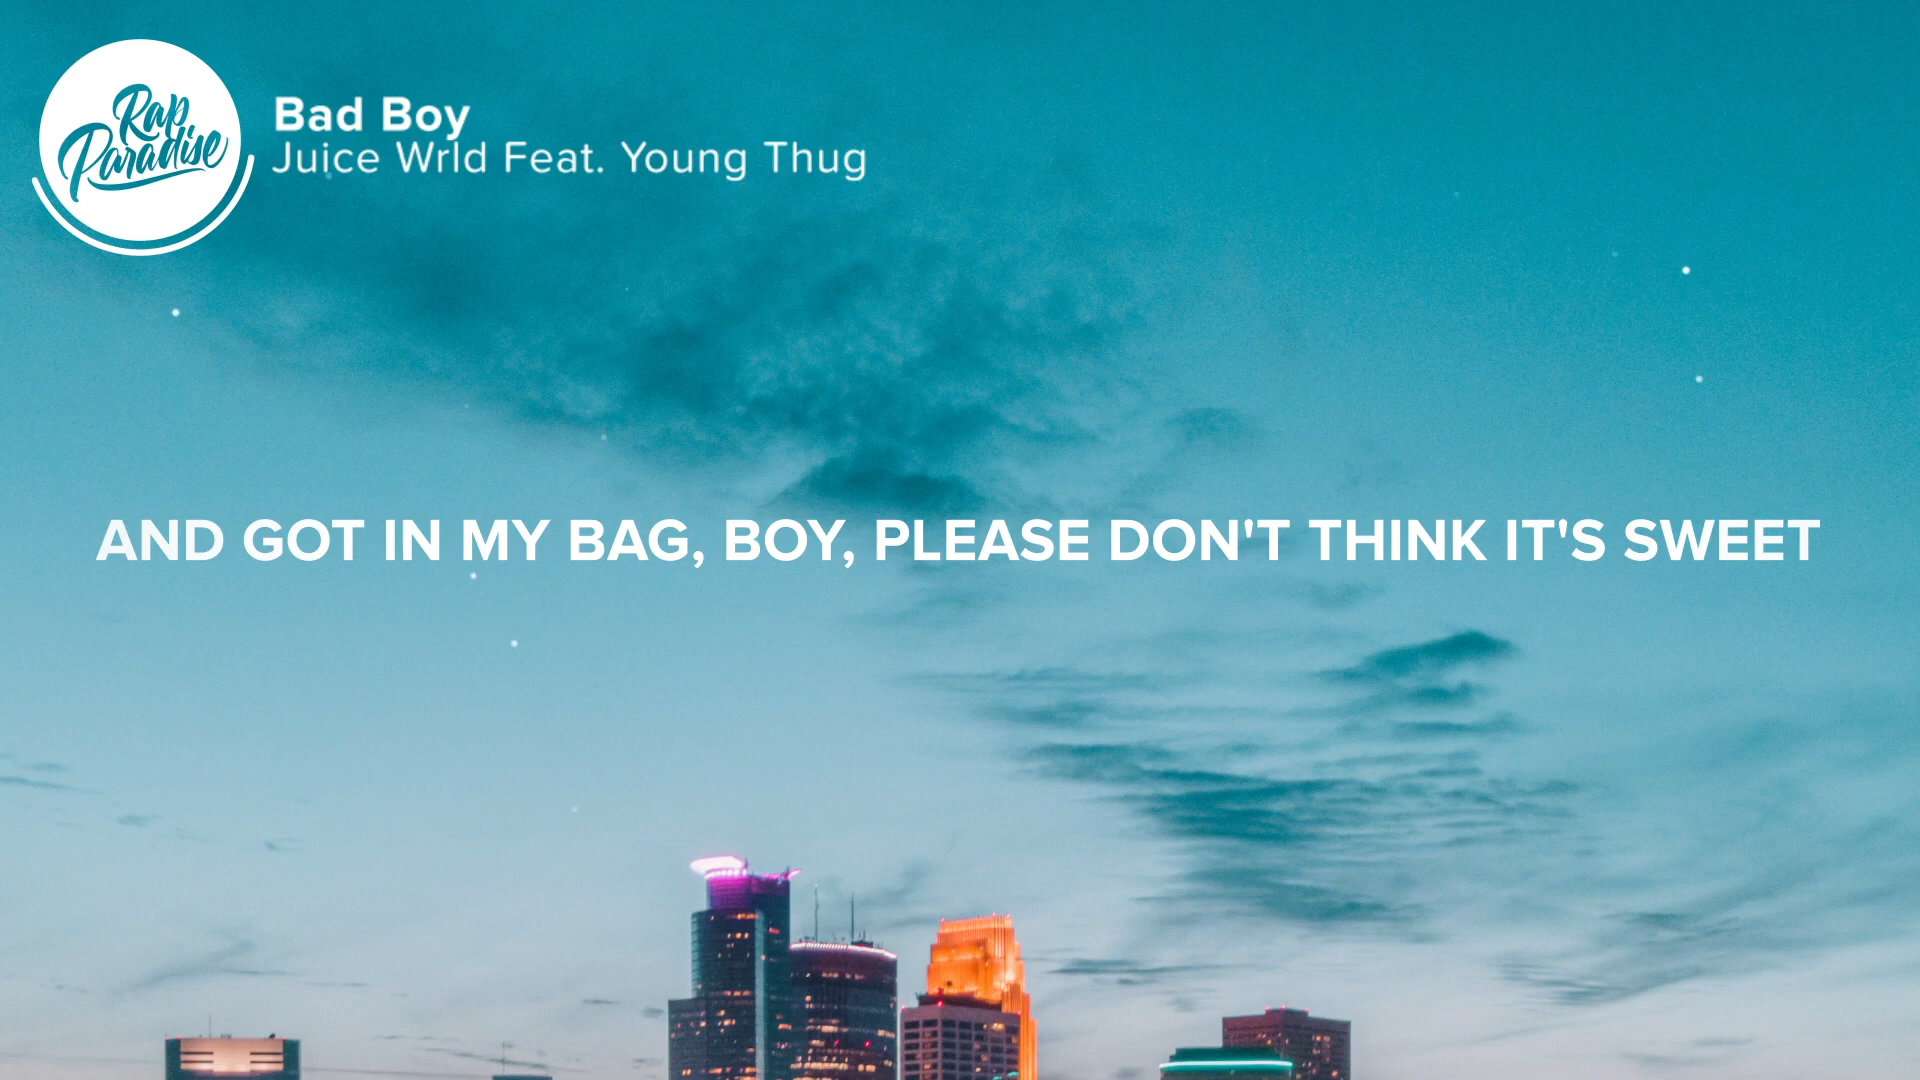 Rap
Paradise
Bad Boy
Juice Wrld Feat. Young Thug
AND GOT IN MY BAG, BOY, PLEASE DON'T THINK IT'S SWEET